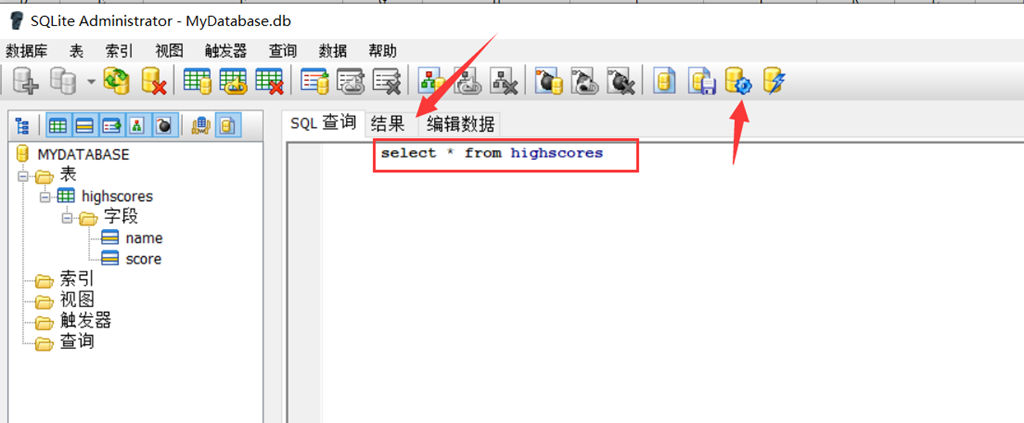 SQLite Administrator - MyDatabase.db
数据库 表 索引 视图 触发器 查询 数据 帮助
SQL 查询 结果 编辑数据
select * from highscores
MYDATABASE
表
highscores
字段
name
score
索引
视图
触发器
查询